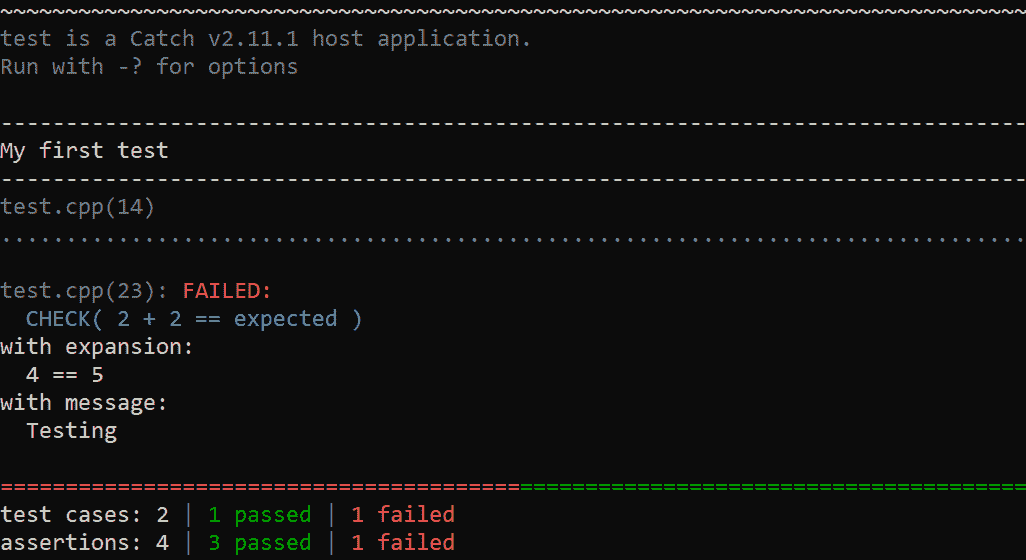 ~~~~~~~~~~~~~~~~~~~~~~~~~~~~~~~~~~~~~~~~~~~~~~~~~~~~~~~~~~~~~~~~~~~~~~~~~~~~~~~
test is a Catch v2.11.1 host application.
Run with -? for options

-------------------------------------------------------------------------------
My first test
-------------------------------------------------------------------------------
test.cpp(14)
...............................................................................

test.cpp(23): FAILED:
  CHECK( 2 + 2 == expected )
with expansion:
  4 == 5
with message:
  Testing

===============================================================================
test cases: 2 | 1 passed | 1 failed
assertions: 4 | 3 passed | 1 failed